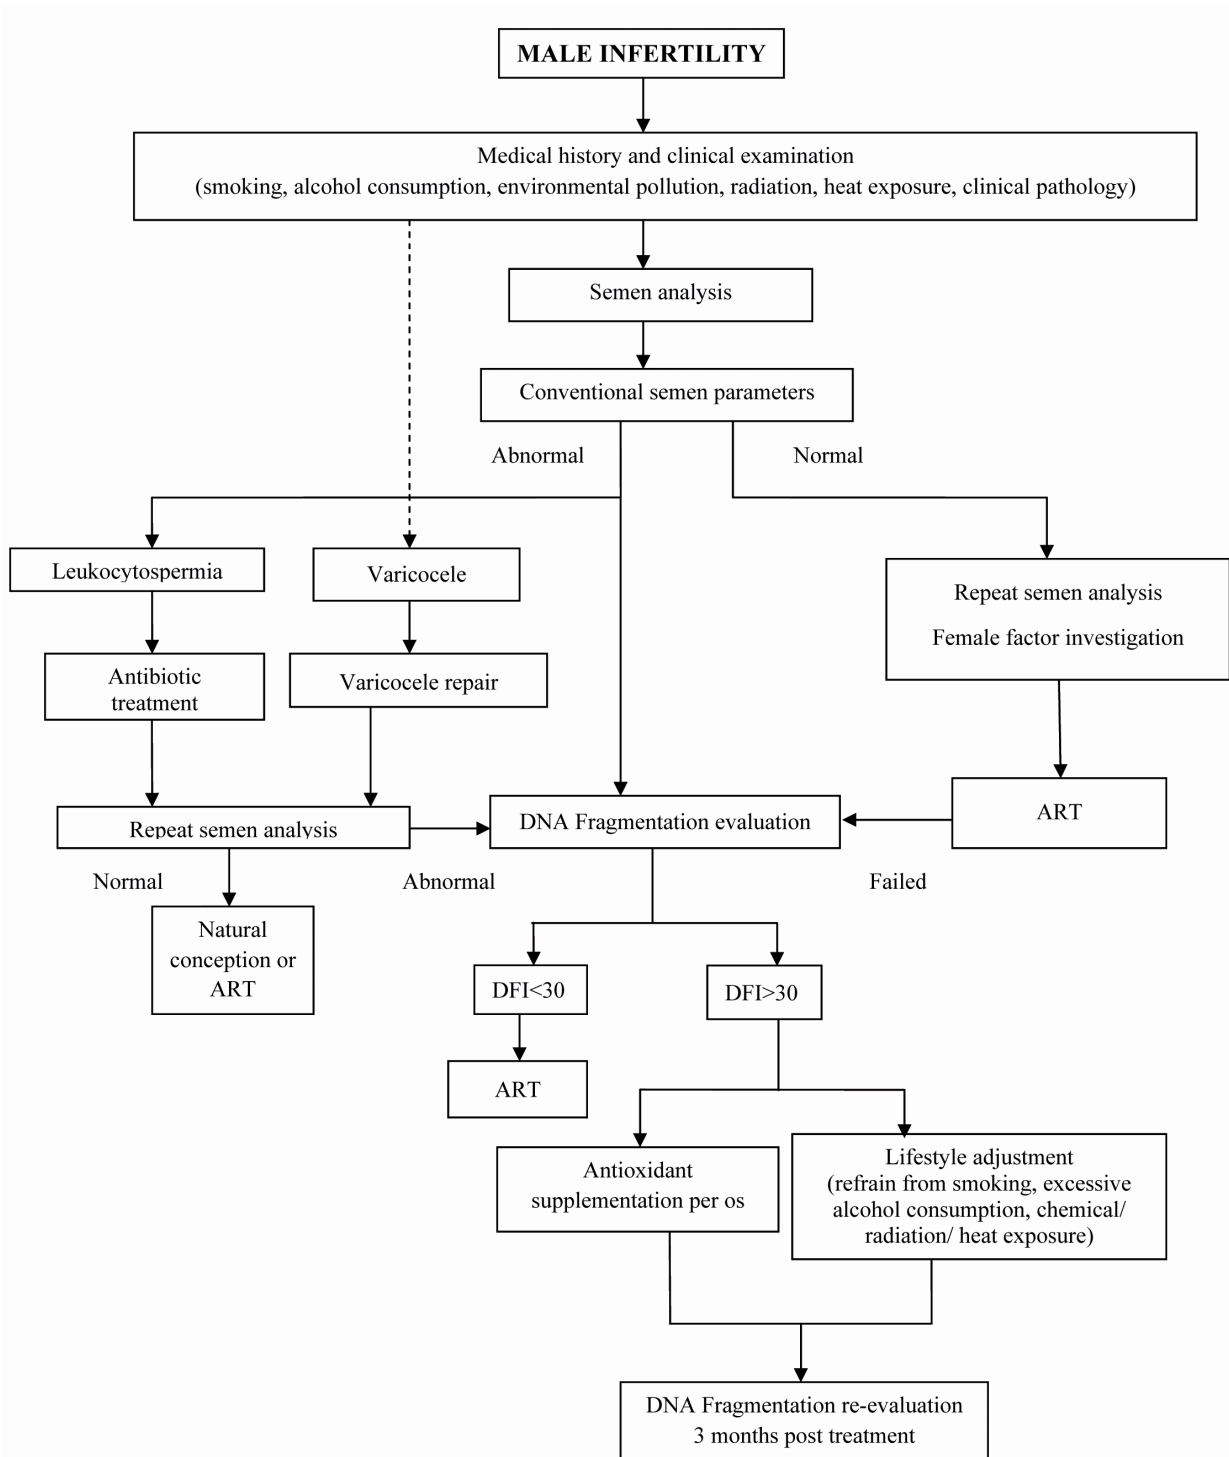 MALE INFERTILITY
Medical history and clinical examination
(smoking, alcohol consumption, environmental pollution, radiation, heat exposure, clinical pathology)
Semen analysis
Conventional semen parameters
Abnormal
Normal
Leukocytospermia
Varicocele
Repeat semen analysis
Female factor investigation
Antibiotic
treatment
Varicocele repair
Repeat semen analysis
DNA Fragmentation evaluation
ART
Normal
Abnormal
Failed
Natural
conception or
ART
DFI<30
DFI>30
ART
Antioxidant
supplementation per os
Lifestyle adjustment
(refrain from smoking, excessive
alcohol consumption, chemical/
radiation/ heat exposure)
DNA Fragmentation re-evaluation
3 months post treatment